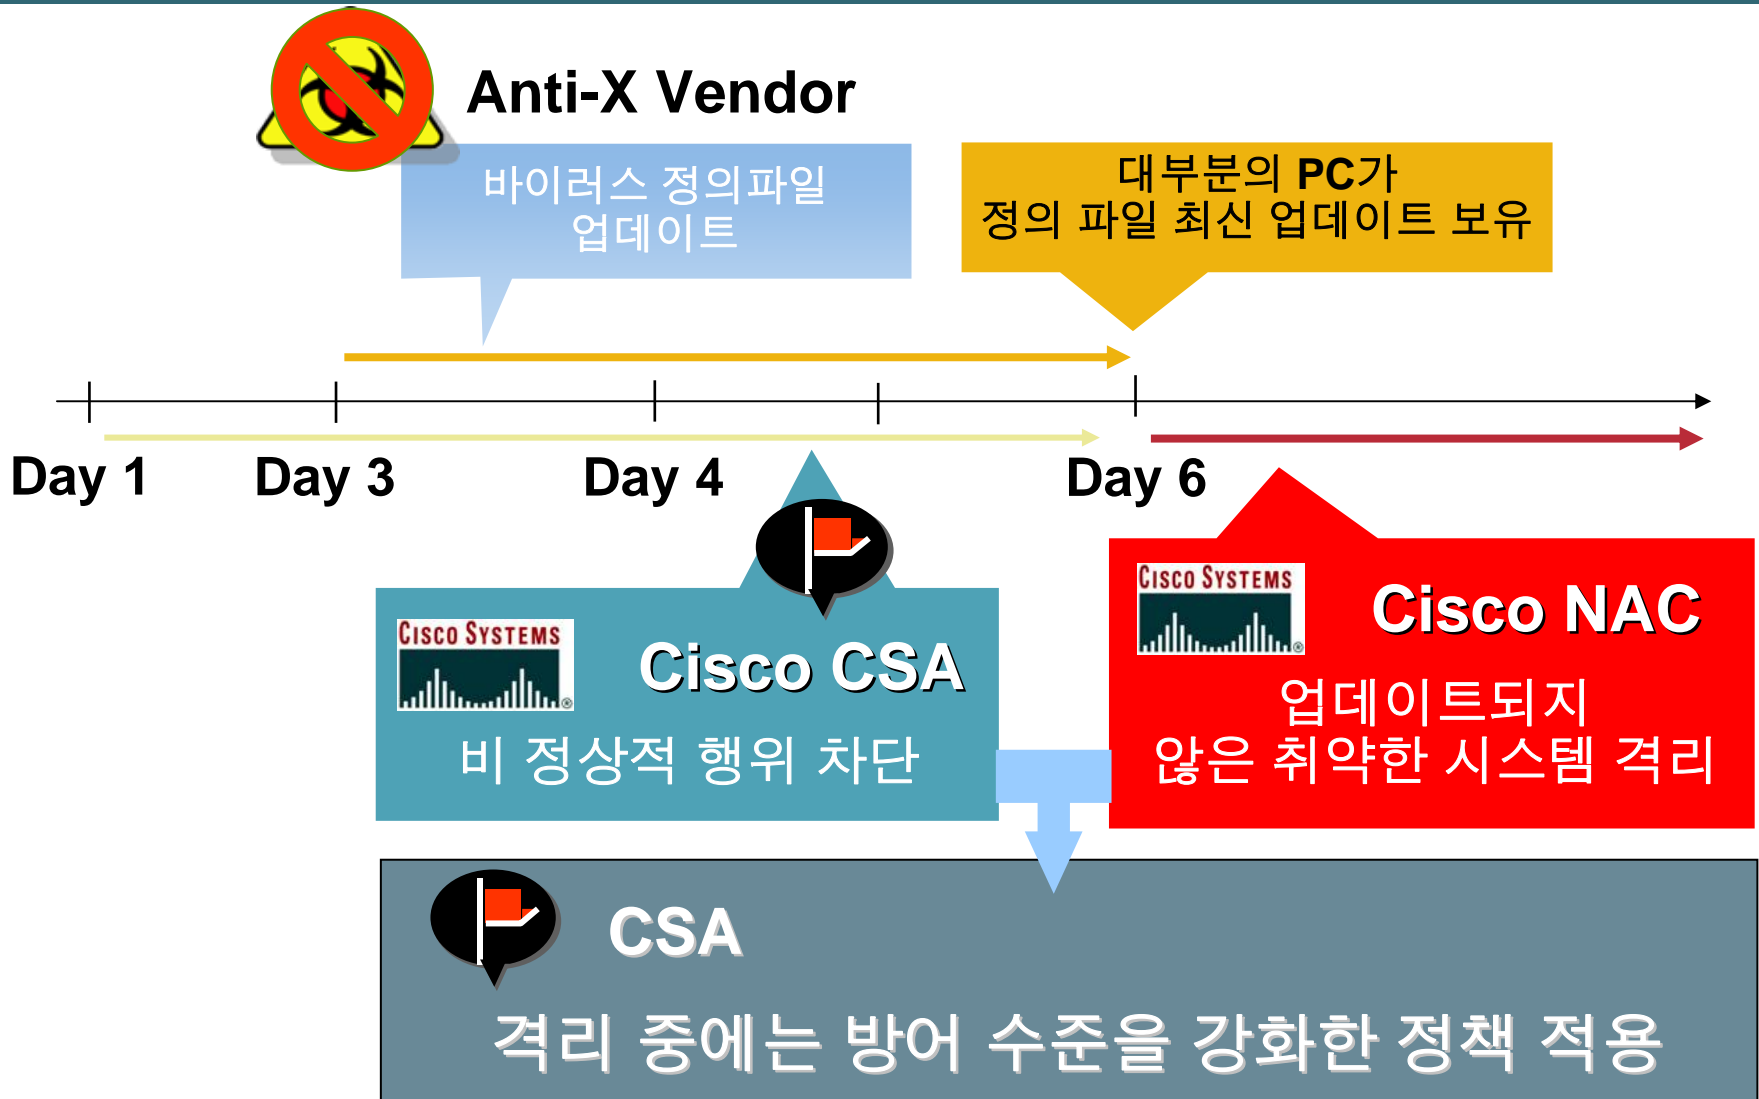 Anti-X Vendor
바이러스 정의파일
업데이트
대부분의 PC가
정의 파일 최신 업데이트 보유
Day 1
Day 3
Day 4
Day 6
CISCO SYSTEMS
®
Cisco CSA
비 정상적 행위 차단
CISCO SYSTEMS
®
Cisco NAC
업데이트되지
않은 취약한 시스템 격리
CSA
격리 중에는 방어 수준을 강화한 정책 적용